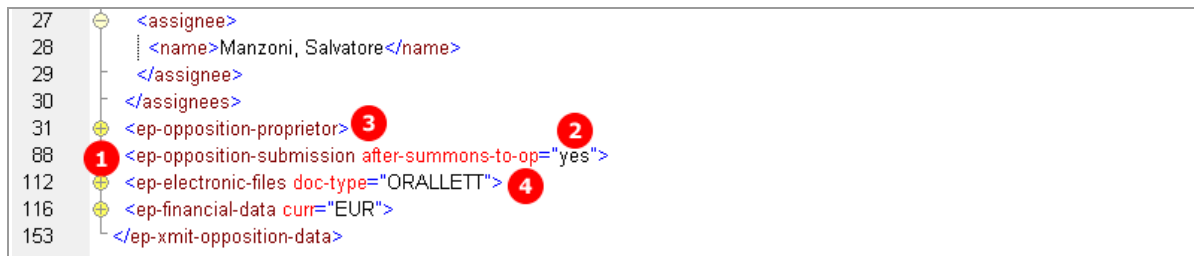 27 <assignee>
28 <name>Manzoni, Salvatore</name>
29 </assignee>
30 </assignees>
31 <ep-opposition-proprietor> 3
2
88 1 <ep-opposition-submission after-summons-to-op="yes">
112 <ep-electronic-files doc-type="ORALLETT"> 4
116 <ep-financial-data curr="EUR">
153 </ep-xmit-opposition-data>